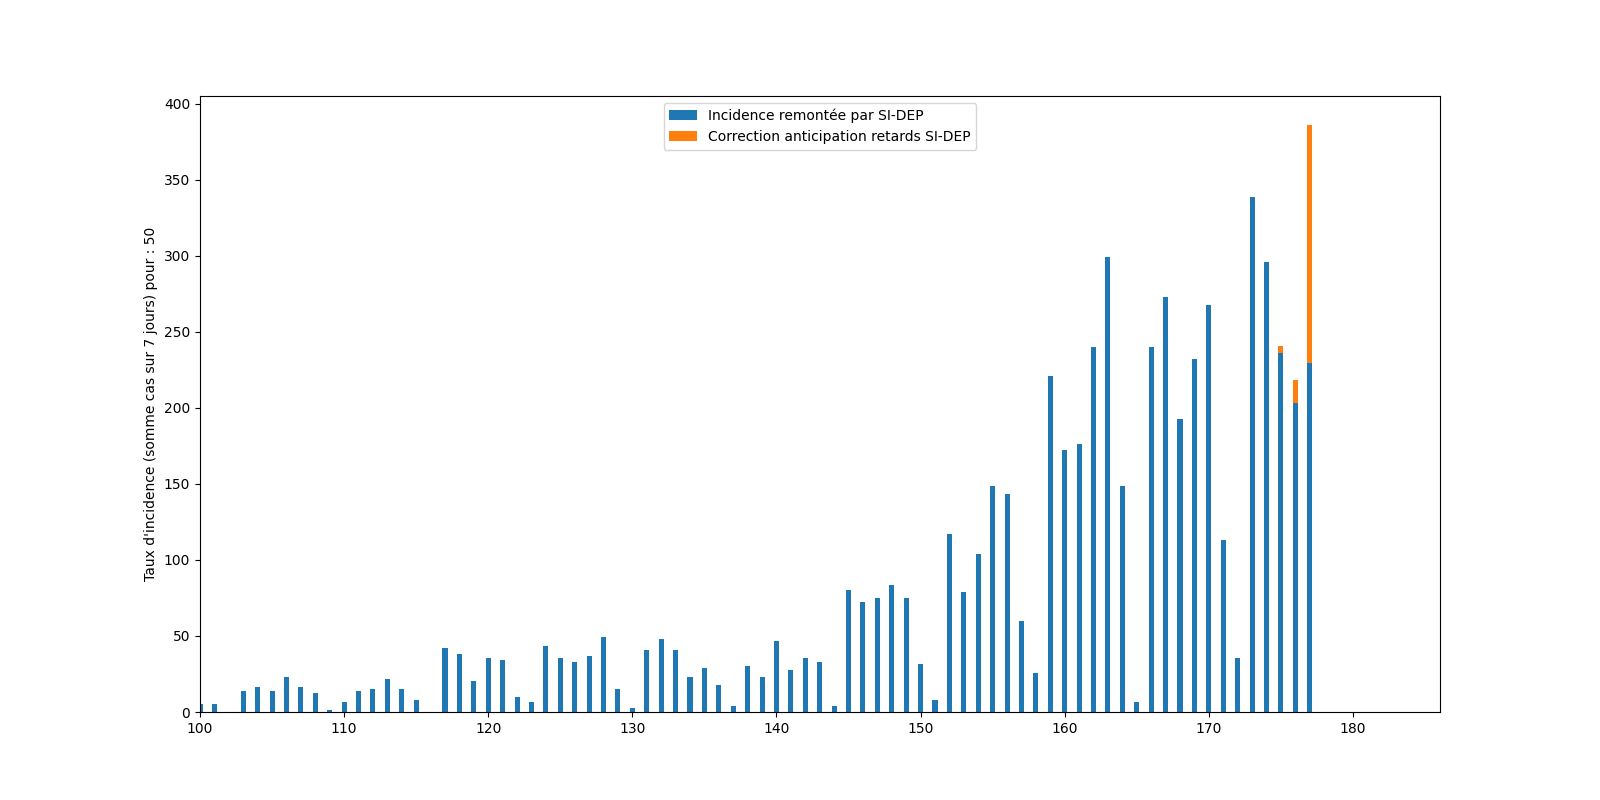 Incidence remontée par SI-DEP
Correction anticipation retards SI-DEP
Taux d'incidence (somme cas sur 7 jours) pour : 50
400
350
300
250
200
150
100
50
0
100 110 120 130 140 150 160 170 180